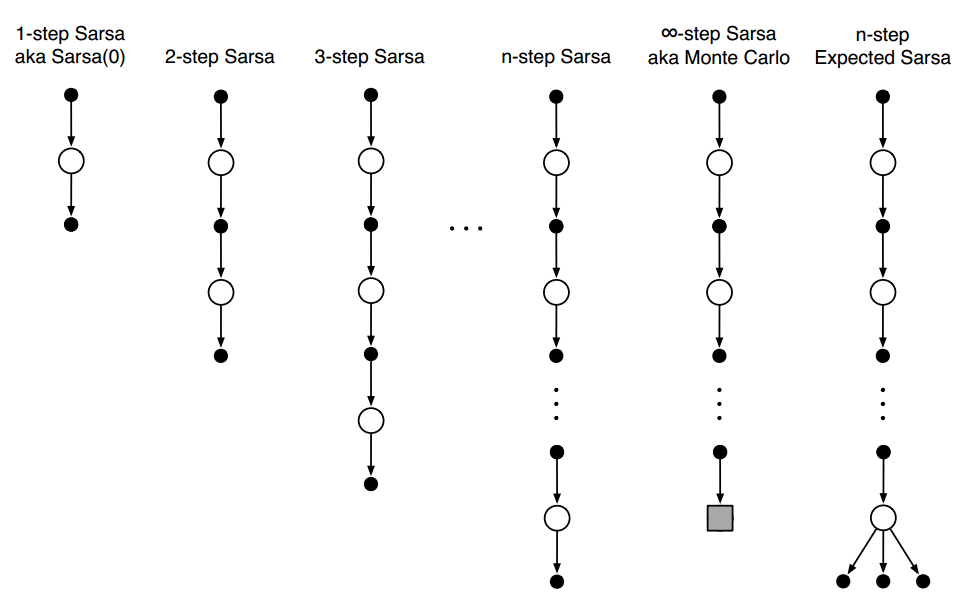 1-step Sarsa
aka Sarsa(0)
2-step Sarsa
3-step Sarsa
n-step Sarsa
∞-step Sarsa
aka Monte Carlo
n-step
Expected Sarsa